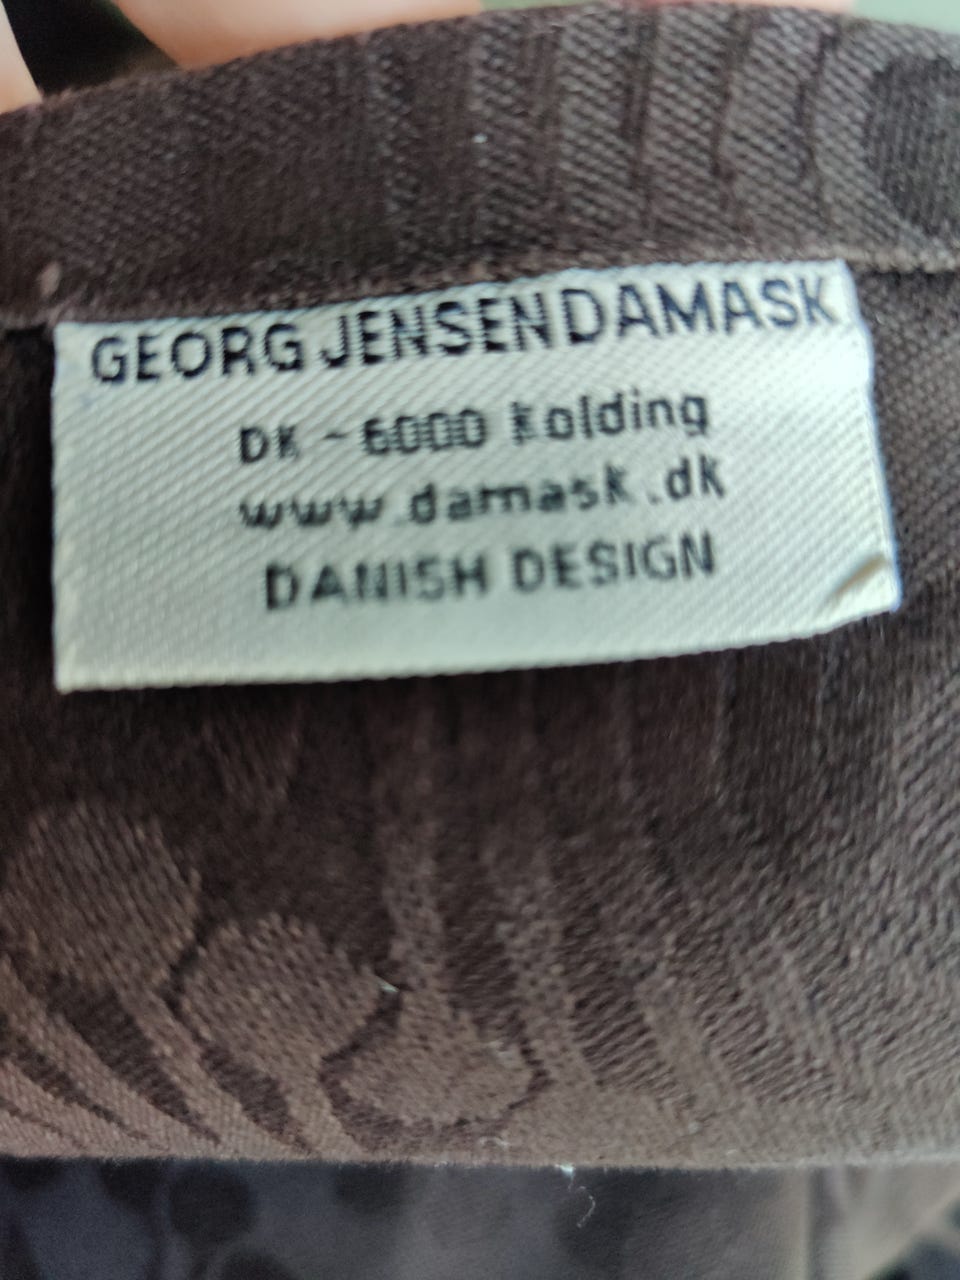 GEORG JENSEN DAMASK
DK - 6000 Kolding
www.damask.dk
DANISH DESIGN